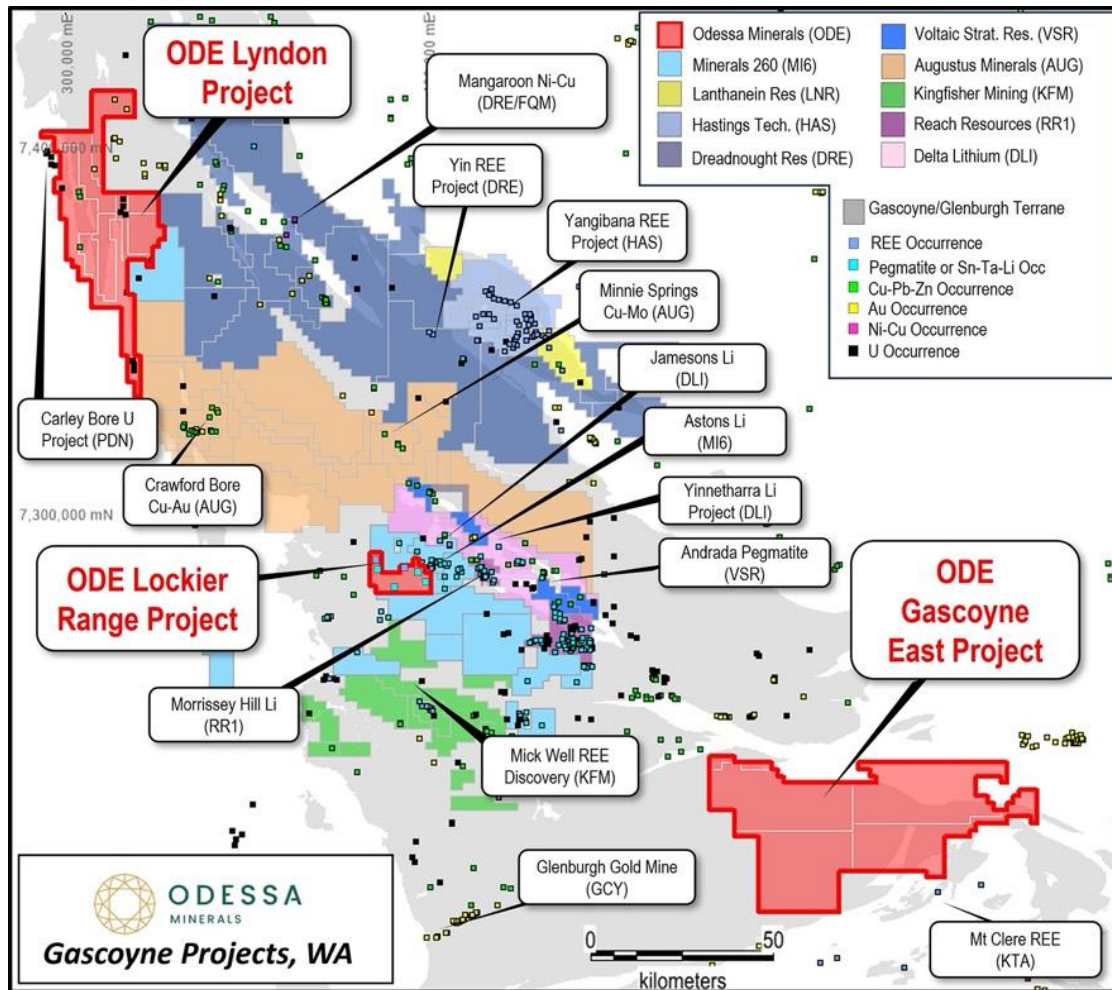 300,000 mE
ODE Lyndon
Project
Mangaroon Ni-Cu
(DRE/FQM)
Odessa Minerals (ODE)
Minerals 260 (MI6)
Lanthanein Res (LNR)
Hastings Tech. (HAS)
Dreadnought Res (DRE)
Voltaic Strat. Res. (VSR)
Augustus Minerals (AUG)
Kingfisher Mining (KFM)
Reach Resources (RR1)
Delta Lithium (DLI)
Gascoyne/Glenburgh Terrane
REE Occurrence
Pegmatite or Sn-Ta-Li Occ
Cu-Pb-Zn Occurrence
Au Occurrence
Ni-Cu Occurrence
U Occurrence
7,400,000 mN
Yin REE
Project (DRE)
Yangibana REE
Project (HAS)
Minnie Springs
Cu-Mo (AUG)
Jamesons Li
(DLI)
Carley Bore U
Project (PDN)
Astons Li
(MI6)
Crawford Bore
Cu-Au (AUG)
Yinnetharra Li
Project (DLI)
7,300,000 mN
Andrada Pegmatite
(VSR)
ODE Lockier
Range Project
ODE
Gascoyne
East Project
Morrissey Hill Li
(RR1)
Mick Well REE
Discovery (KFM)
Glenburgh Gold Mine
(GCY)
Mt Clere REE
(KTA)
ODESSA
MINERALS
Gascoyne Projects, WA
0 50
kilometers